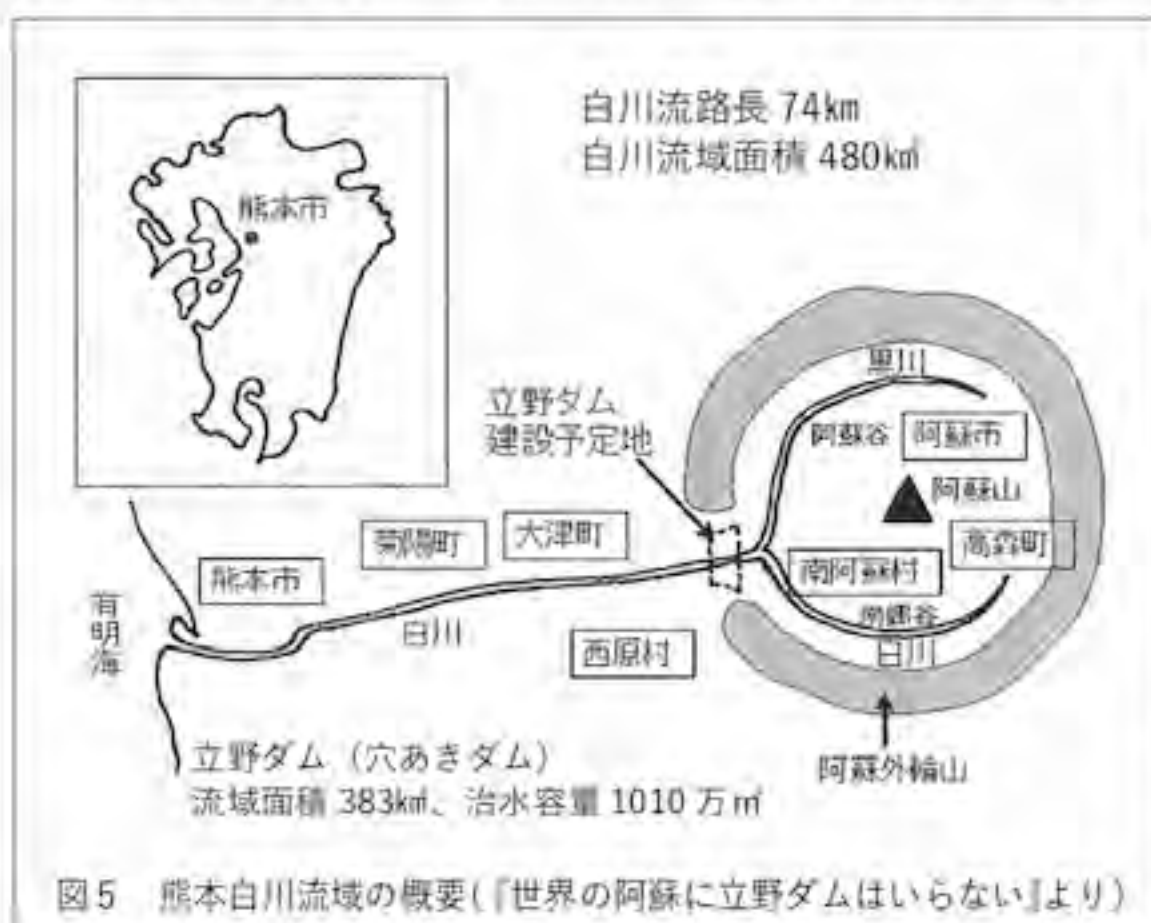 白川流路長 74㎞
白川流域面積 480㎢
熊本市
黒川
立野ダム
建設予定地
阿蘇谷
阿蘇市
阿蘇山
菊陽町
大津町
高森町
熊本市
南阿蘇村
有明海
南郷谷
白川
白川
西原村
立野ダム（穴あきダム）
流域面積 383㎢、治水容量 1010 万㎥
阿蘇外輪山
図5 熊本白川流域の概要(『世界の阿蘇に立野ダムはいらない』より)